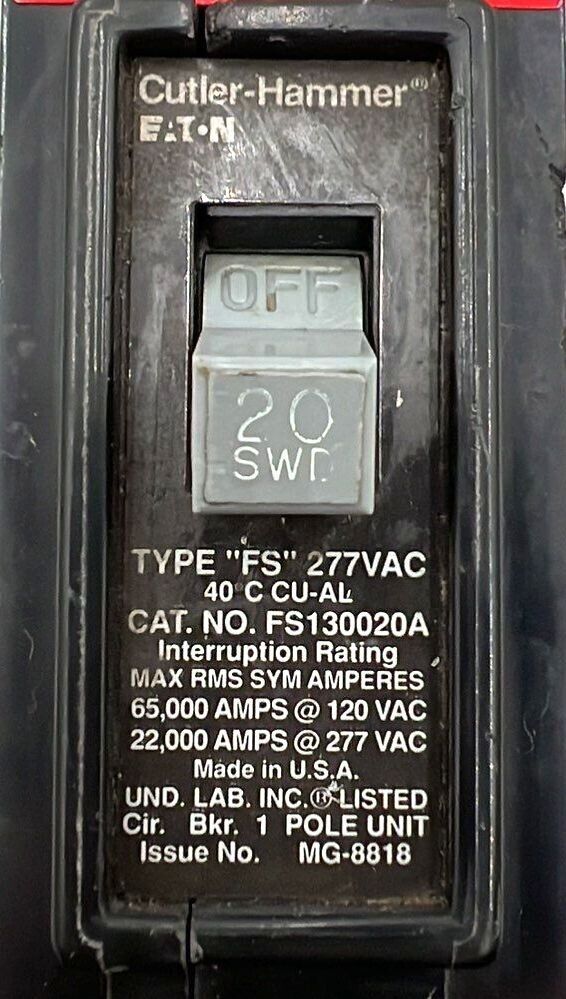 Cutler-Hammer®
EAT•N
OFF
20
SWD
TYPE "FS" 277VAC
40°C CU-AL
CAT. NO. FS130020A
Interruption Rating
MAX RMS SYM AMPERES
65,000 AMPS @ 120 VAC
22,000 AMPS @ 277 VAC
Made in U.S.A.
UND. LAB. INC.® LISTED
Cir. Bkr. 1 POLE UNIT
Issue No. MG-8818